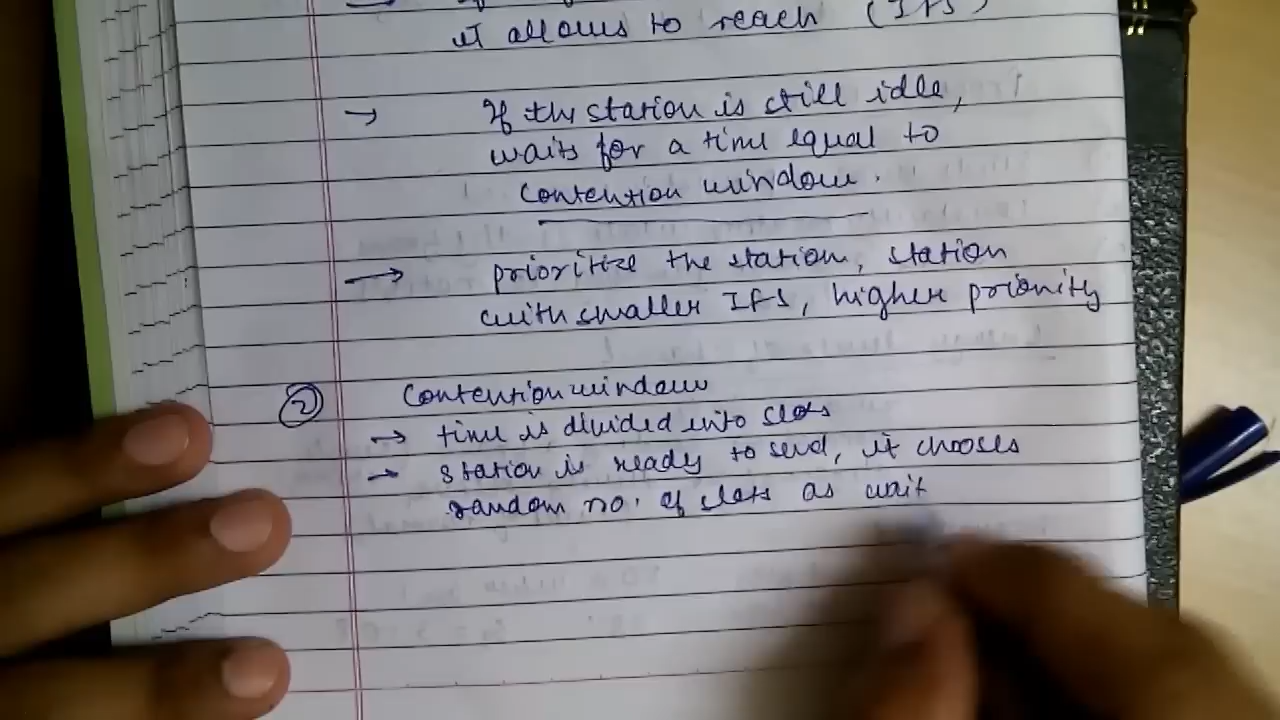 it allows to reach (IFS)
→ If the station is still idle,
waits for a time equal to
contention window.
→ prioritize the station, station
with smaller IFS, higher priority
② Contention window
→ time is divided into slots
→ station is ready to send, it chooses
random no. of slots as wait